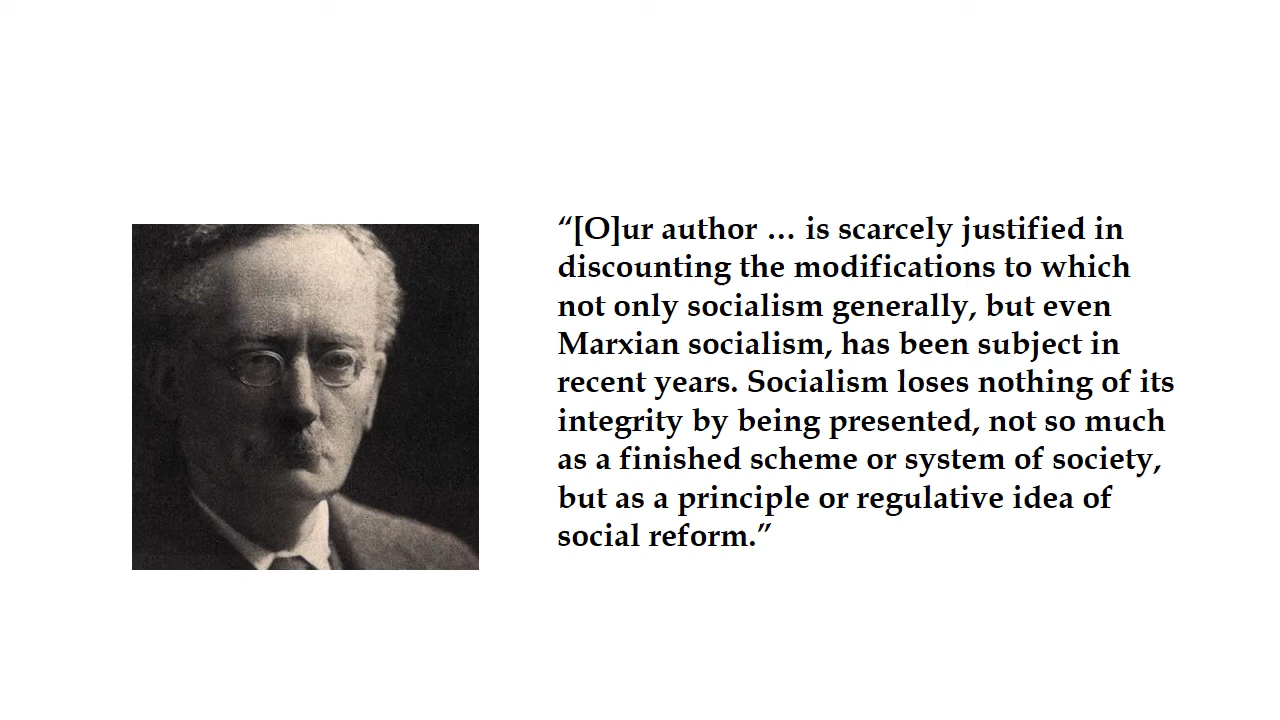 “[O]ur author … is scarcely justified in
discounting the modifications to which
not only socialism generally, but even
Marxian socialism, has been subject in
recent years. Socialism loses nothing of its
integrity by being presented, not so much
as a finished scheme or system of society,
but as a principle or regulative idea of
social reform.”